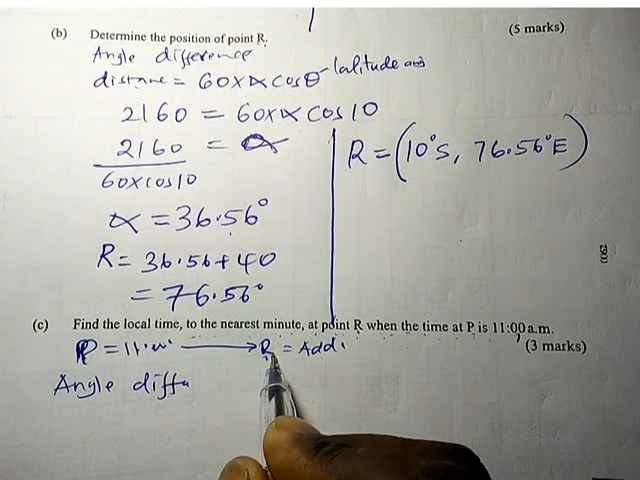 (b) Determine the position of point R. (5 marks)
Angle difference
distane = 60×α cosθ latitude and
2160 = 60×α cos 10
2160 = α
60×cos10
α = 36.56°
R = 36.56 + 40
= 76.56°
R = (10°S, 76.56°E)
(c) Find the local time, to the nearest minute, at point R when the time at P is 11:00 a.m.
(3 marks)
P = 11.00 → R = Add.
Angle diffe